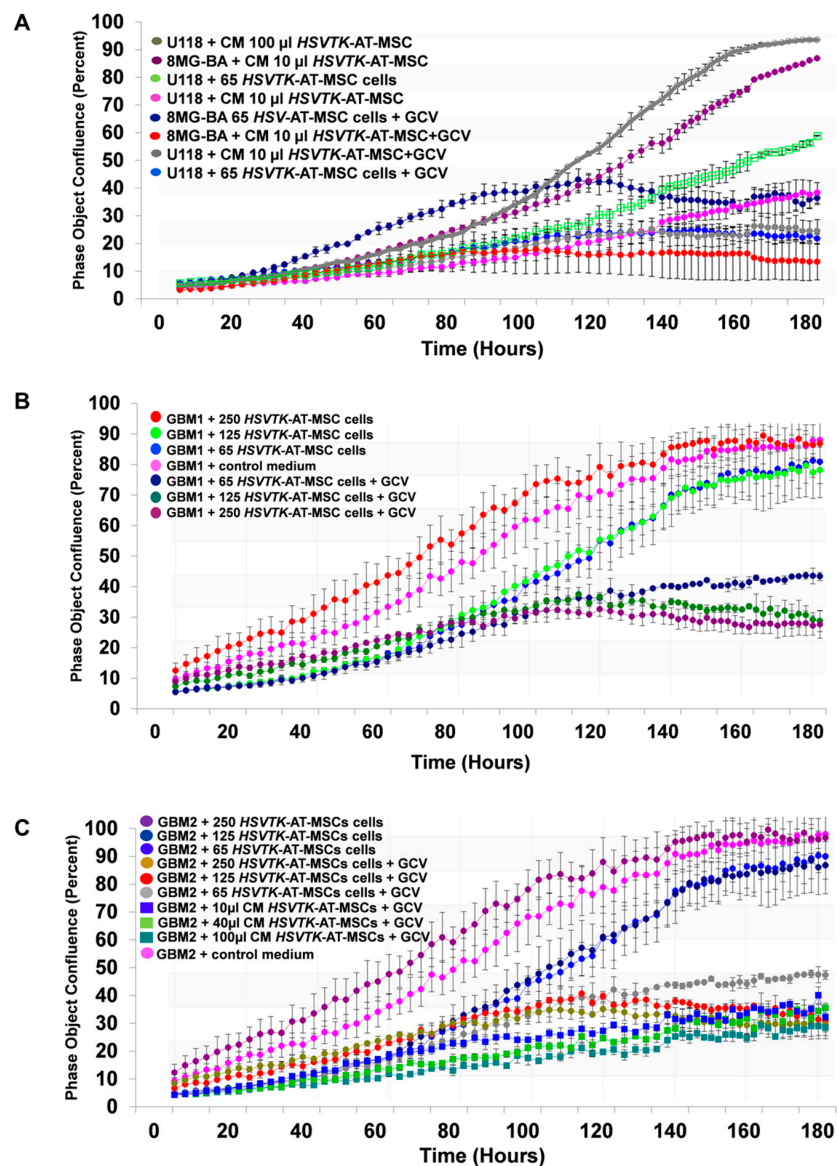 A
Phase Object Confluence (Percent)
100
90
80
70
60
50
40
30
20
10
0
U118 + CM 100 µl HSVTK-AT-MSC
8MG-BA + CM 10 µl HSVTK-AT-MSC
U118 + 65 HSVTK-AT-MSC cells
U118 + CM 10 µl HSVTK-AT-MSC
8MG-BA 65 HSV-AT-MSC cells + GCV
8MG-BA + CM 10 µl HSVTK-AT-MSC+GCV
U118 + CM 10 µl HSVTK-AT-MSC+GCV
U118 + 65 HSVTK-AT-MSC cells + GCV
0 20 40 60 80 100 120 140 160 180
Time (Hours)
B
Phase Object Confluence (Percent)
100
90
80
70
60
50
40
30
20
10
0
GBM1 + 250 HSVTK-AT-MSC cells
GBM1 + 125 HSVTK-AT-MSC cells
GBM1 + 65 HSVTK-AT-MSC cells
GBM1 + control medium
GBM1 + 65 HSVTK-AT-MSC cells + GCV
GBM1 + 125 HSVTK-AT-MSC cells + GCV
GBM1 + 250 HSVTK-AT-MSC cells + GCV
0 20 40 60 80 100 120 140 160 180
Time (Hours)
C
Phase Object Confluence (Percent)
100
90
80
70
60
50
40
30
20
10
0
GBM2 + 250 HSVTK-AT-MSCs cells
GBM2 + 125 HSVTK-AT-MSCs cells
GBM2 + 65 HSVTK-AT-MSCs cells
GBM2 + 250 HSVTK-AT-MSCs cells + GCV
GBM2 + 125 HSVTK-AT-MSCs cells + GCV
GBM2 + 65 HSVTK-AT-MSCs cells + GCV
GBM2 + 10µl CM HSVTK-AT-MSCs + GCV
GBM2 + 40µl CM HSVTK-AT-MSCs + GCV
GBM2 + 100µl CM HSVTK-AT-MSCs + GCV
GBM2 + control medium
0 20 40 60 80 100 120 140 160 180
Time (Hours)